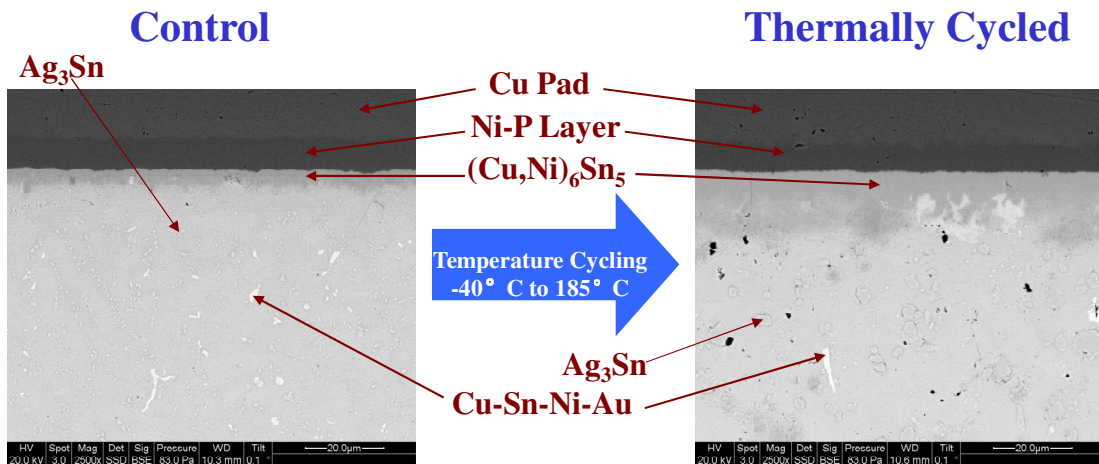 Control
Thermally Cycled
Ag₃Sn
Cu Pad
Ni-P Layer
(Cu,Ni)₆Sn₅
Temperature Cycling
-40° C to 185° C
Ag₃Sn
Cu-Sn-Ni-Au
HV Spot Mag Det Sig Pressure WD Tilt 20.0µm
20.0 kV 3.0 2500x SSD BSE 83.0 Pa 10.3 mm 0.1 °
HV Spot Mag Det Sig Pressure WD Tilt 20.0µm
20.0 kV 3.0 2500x SSD BSE 83.0 Pa 10.6 mm 0.1 °